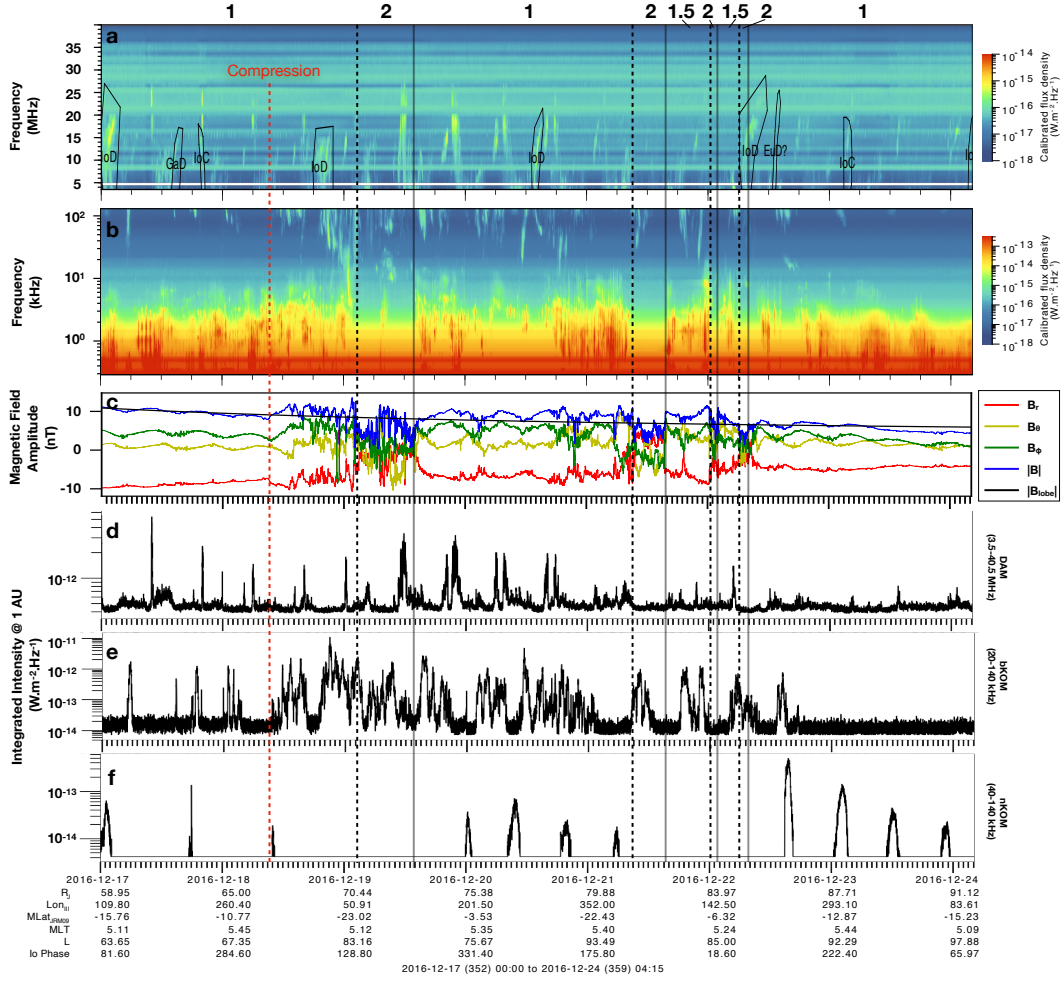 1 2 1 2 1.5 2 1.5 2 1
a
Compression
Frequency
(MHz)
35
30
25
20
15
10
5
IoD
GaD
IoC
IoD
IoD
IoD
EuD?
IoC
10⁻¹⁴
10⁻¹⁵
10⁻¹⁶
10⁻¹⁷
10⁻¹⁸
Calibrated flux density
(W.m⁻².Hz⁻¹)
b
Frequency
(kHz)
10²
10¹
10⁰
10⁻¹³
10⁻¹⁴
10⁻¹⁵
10⁻¹⁶
10⁻¹⁷
10⁻¹⁸
Calibrated flux density
(W.m⁻².Hz⁻¹)
c
Magnetic Field
Amplitude
(nT)
10
0
-10
Bᵣ
B_θ
B_Φ
|B|
|B_lobe|
Integrated Intensity @ 1 AU
(W.m⁻².Hz⁻¹)
d
10⁻¹²
DAM
(3.5-40.5 MHz)
e
10⁻¹¹
10⁻¹²
10⁻¹³
10⁻¹⁴
bKOM
(20-140 kHz)
f
10⁻¹³
10⁻¹⁴
nKOM
(40-140 kHz)
2016-12-17 2016-12-18 2016-12-19 2016-12-20 2016-12-21 2016-12-22 2016-12-23 2016-12-24
R_J 58.95 65.00 70.44 75.38 79.88 83.97 87.71 91.12
Lon_III 109.80 260.40 50.91 201.50 352.00 142.50 293.10 83.61
MLat_JRM09 -15.76 -10.77 -23.02 -3.53 -22.43 -6.32 -12.87 -15.23
MLT 5.11 5.45 5.12 5.35 5.40 5.24 5.44 5.09
L 63.65 67.35 83.16 75.67 93.49 85.00 92.29 97.88
Io Phase 81.60 284.60 128.80 331.40 175.80 18.60 222.40 65.97
2016-12-17 (352) 00:00 to 2016-12-24 (359) 04:15